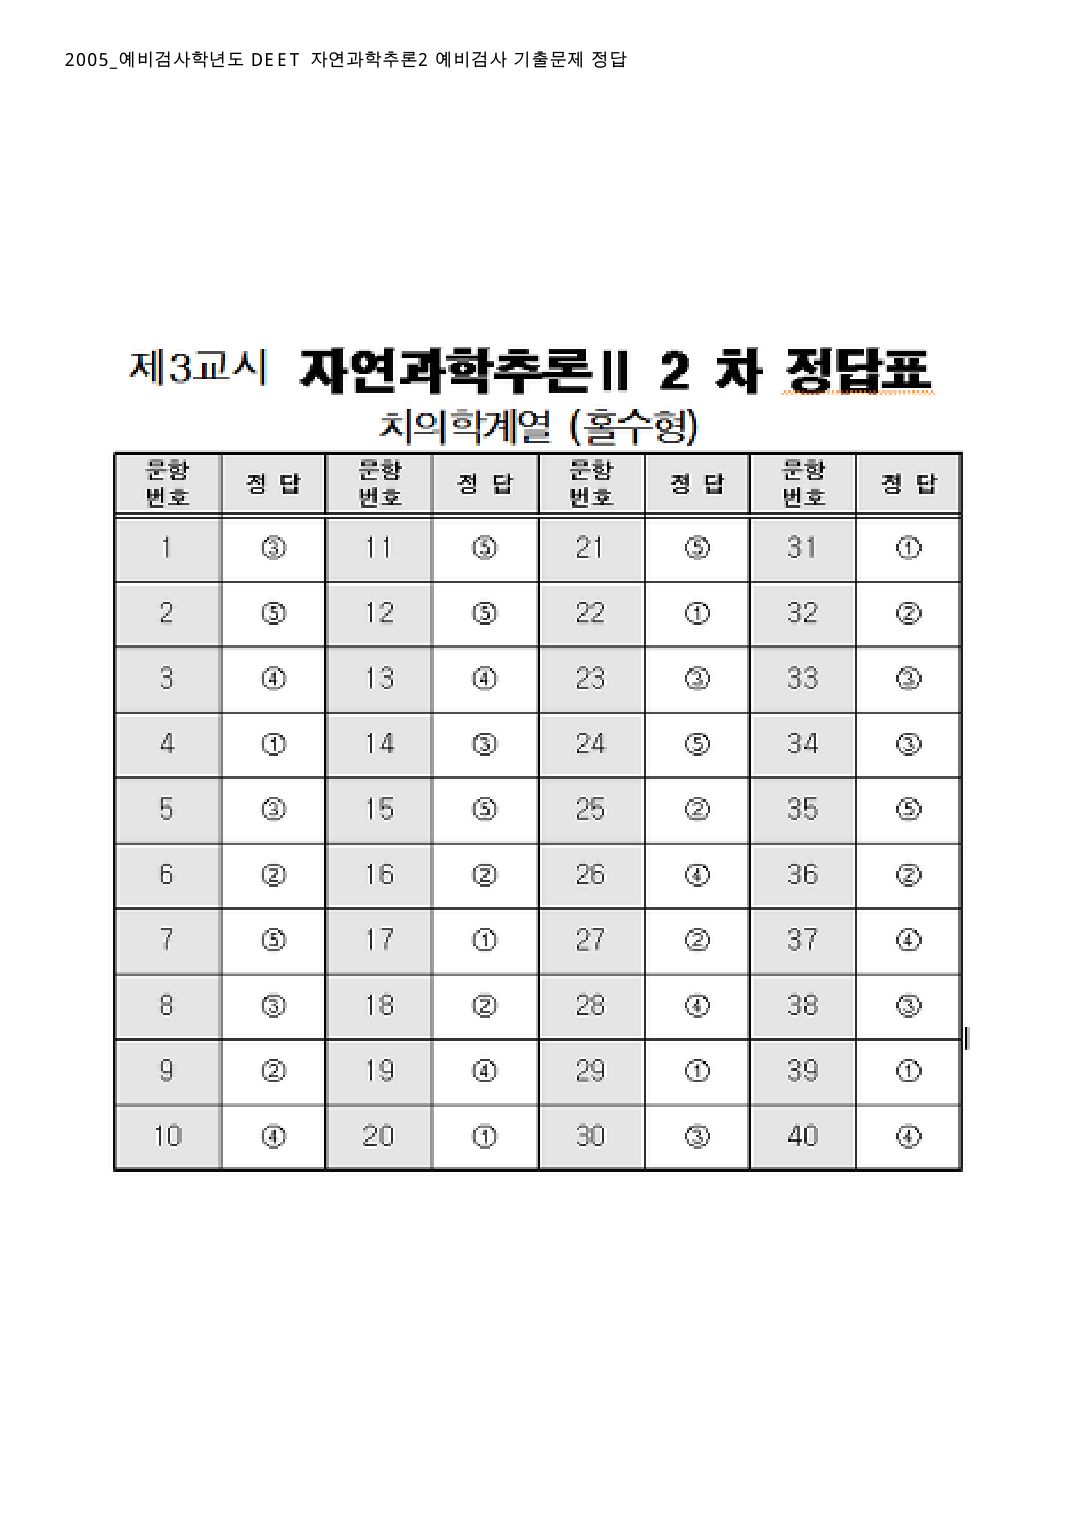 2005_예비검사학년도 DEET 자연과학추론2 예비검사 기출문제 정답
제3교시 자연과학추론Ⅱ 2 차 정답표
치의학계열 (홀수형)
문항 번호 정 답 문항 번호 정 답 문항 번호 정 답 문항 번호 정 답
1 ③ 11 ⑤ 21 ⑤ 31 ①
2 ⑤ 12 ⑤ 22 ① 32 ②
3 ④ 13 ④ 23 ③ 33 ③
4 ① 14 ③ 24 ⑤ 34 ③
5 ③ 15 ⑤ 25 ② 35 ⑤
6 ② 16 ② 26 ④ 36 ②
7 ⑤ 17 ① 27 ② 37 ④
8 ③ 18 ② 28 ④ 38 ③
9 ② 19 ④ 29 ① 39 ①
10 ④ 20 ① 30 ③ 40 ④